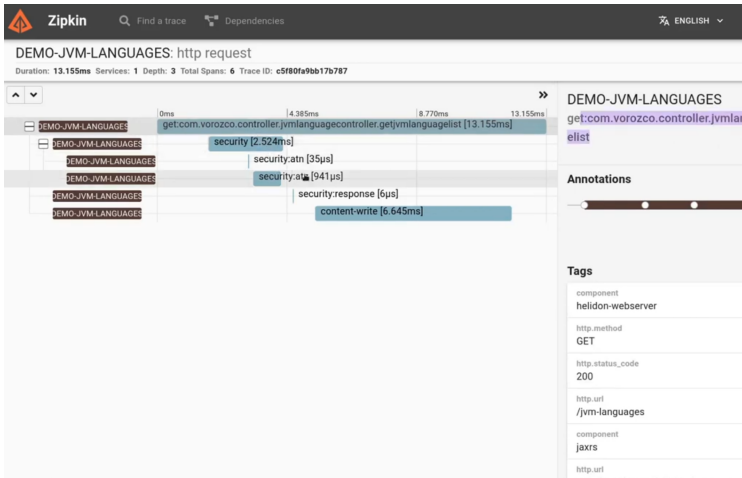 Zipkin
Find a trace
Dependencies
ENGLISH
DEMO-JVM-LANGUAGES: http request
Duration: 13.155ms Services: 1 Depth: 3 Total Spans: 6 Trace ID: c5f80fa9bb17b787
0ms 4.385ms 8.770ms 13.155ms
DEMO-JVM-LANGUAGES get:com.vorozco.controller.jvmlanguagecontroller.getjvmlanguagelist [13.155ms]
DEMO-JVM-LANGUAGES security [2.524ms]
DEMO-JVM-LANGUAGES security:atn [35µs]
DEMO-JVM-LANGUAGES [941µs]
DEMO-JVM-LANGUAGES security:response [6µs]
DEMO-JVM-LANGUAGES content-write [6.645ms]
DEMO-JVM-LANGUAGES
get:com.vorozco.controller.jvmlan
elist
Annotations
Tags
component
helidon-webserver
http.method
GET
http.status_code
200
http.url
/jvm-languages
component
jaxrs
http.url